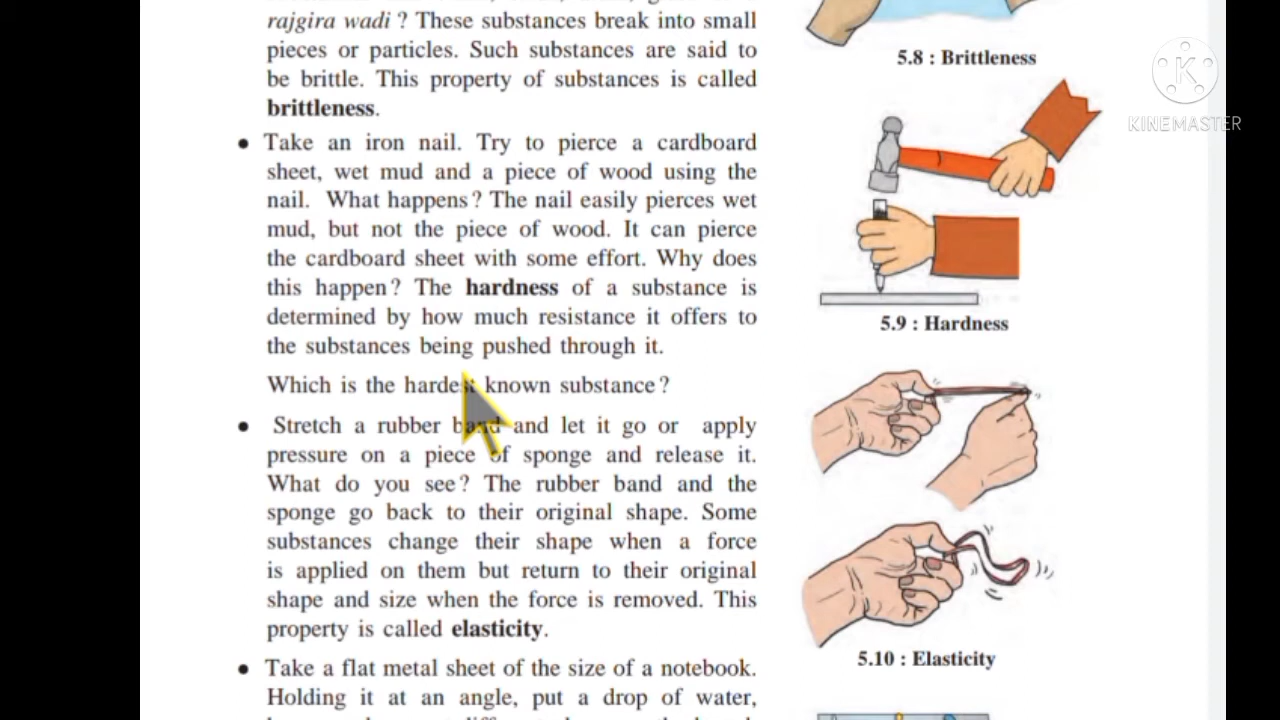 rajgira wadi ? These substances break into small
pieces or particles. Such substances are said to
be brittle. This property of substances is called
brittleness.
• Take an iron nail. Try to pierce a cardboard
sheet, wet mud and a piece of wood using the
nail. What happens ? The nail easily pierces wet
mud, but not the piece of wood. It can pierce
the cardboard sheet with some effort. Why does
this happen ? The hardness of a substance is
determined by how much resistance it offers to
the substances being pushed through it.
Which is the hardest known substance ?
• Stretch a rubber band and let it go or apply
pressure on a piece of sponge and release it.
What do you see ? The rubber band and the
sponge go back to their original shape. Some
substances change their shape when a force
is applied on them but return to their original
shape and size when the force is removed. This
property is called elasticity.
• Take a flat metal sheet of the size of a notebook.
Holding it at an angle, put a drop of water,
5.8 : Brittleness
5.9 : Hardness
5.10 : Elasticity
K
KINEMASTER